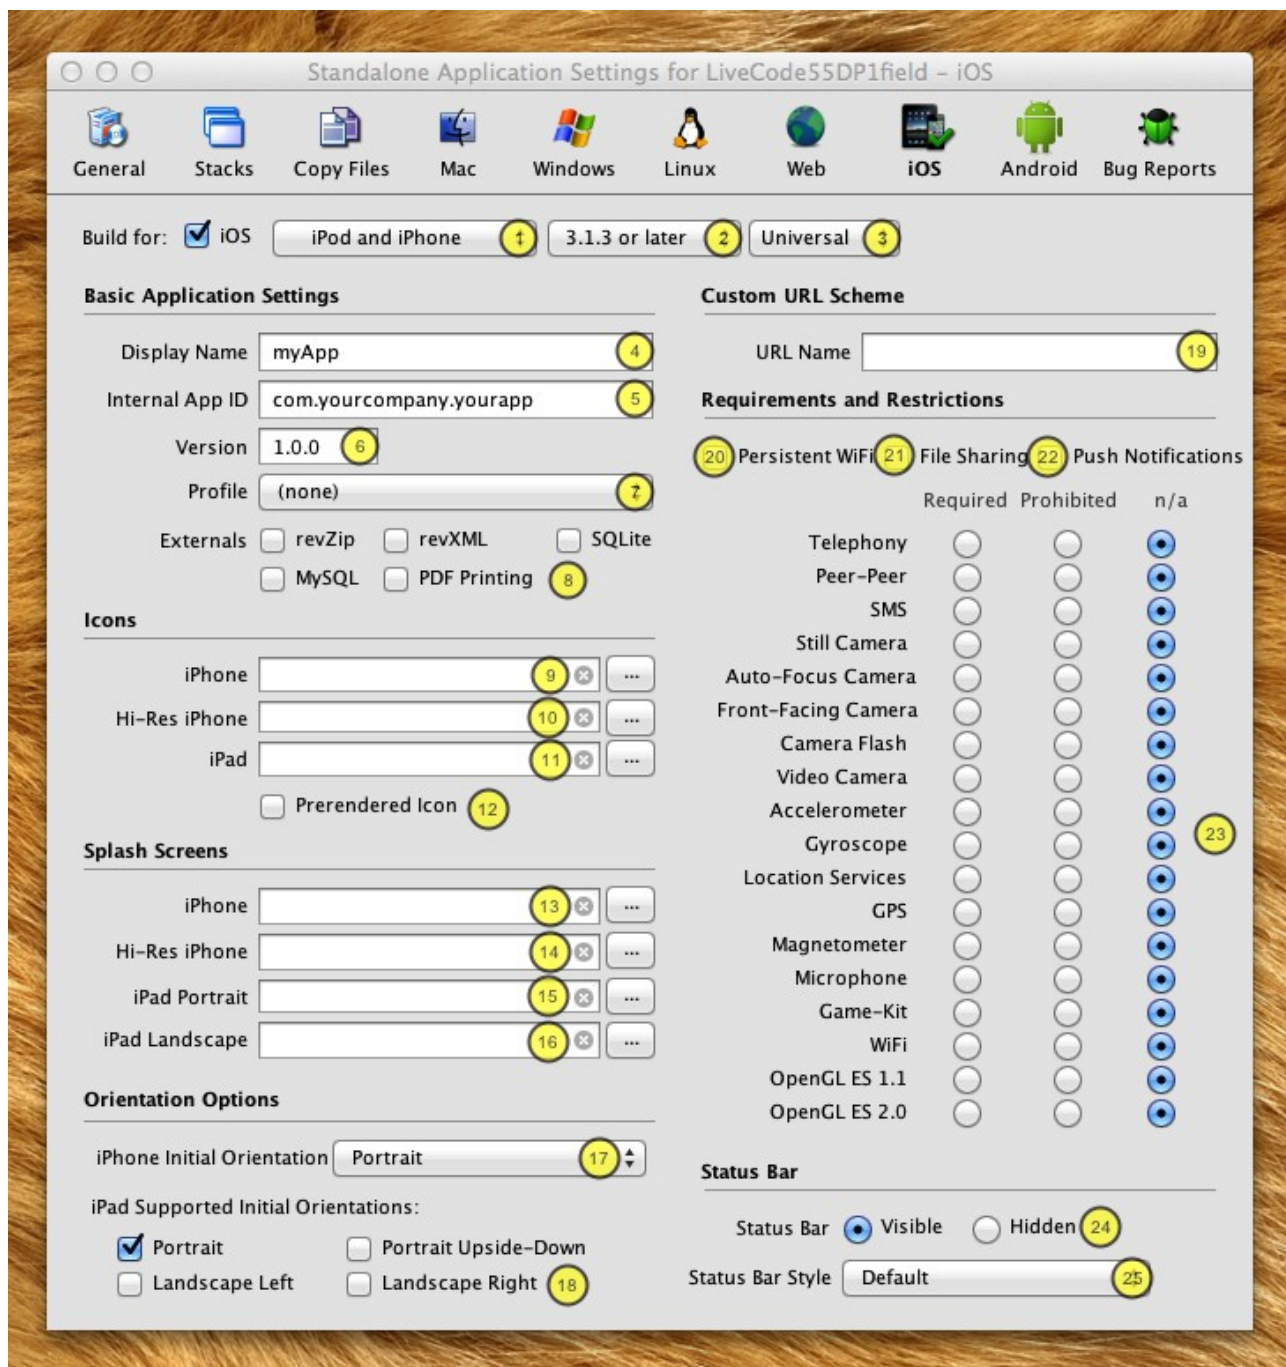 Standalone Application Settings for LiveCode55DP1field – iOS
General Stacks Copy Files Mac Windows Linux Web iOS Android Bug Reports
Build for: iOS iPod and iPhone 1 3.1.3 or later 2 Universal 3
Basic Application Settings
Display Name myApp 4
Internal App ID com.yourcompany.yourapp 5
Version 1.0.0 6
Profile (none) 7
Externals revZip revXML SQLite
MySQL PDF Printing 8
Icons
iPhone 9 ...
Hi-Res iPhone 10 ...
iPad 11 ...
Prerendered Icon 12
Splash Screens
iPhone 13 ...
Hi-Res iPhone 14 ...
iPad Portrait 15 ...
iPad Landscape 16 ...
Orientation Options
iPhone Initial Orientation Portrait 17
iPad Supported Initial Orientations:
Portrait Portrait Upside-Down
Landscape Left Landscape Right 18
Custom URL Scheme
URL Name 19
Requirements and Restrictions
20 Persistent WiFi 21 File Sharing 22 Push Notifications
Required Prohibited n/a
Telephony
Peer-Peer
SMS
Still Camera
Auto-Focus Camera
Front-Facing Camera
Camera Flash
Video Camera
Accelerometer
Gyroscope 23
Location Services
GPS
Magnetometer
Microphone
Game-Kit
WiFi
OpenGL ES 1.1
OpenGL ES 2.0
Status Bar
Status Bar Visible Hidden 24
Status Bar Style Default 25